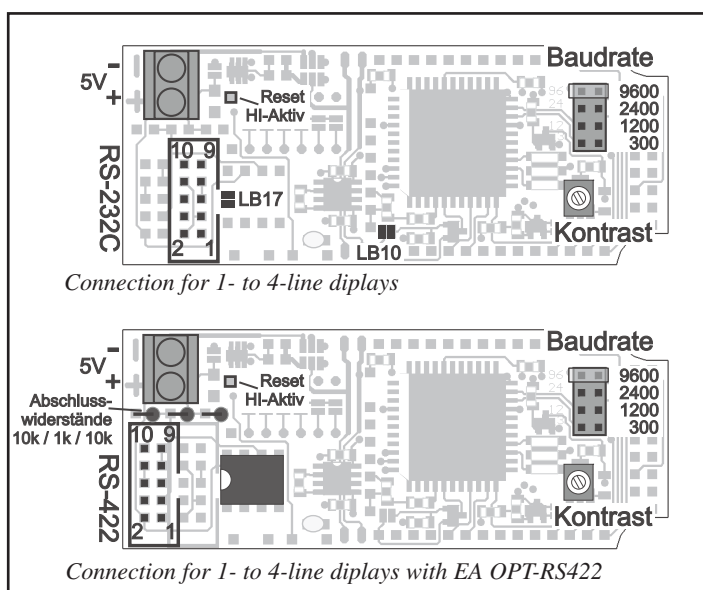 Baudrate
-
5V
+
Reset
HI-Aktiv
9600
2400
1200
300
RS-232C
10 9
LB17
2 1
LB10
Kontrast
Connection for 1- to 4-line diplays
Baudrate
-
5V
+
Reset
HI-Aktiv
9600
2400
1200
300
Abschluss-
widerstände
10k / 1k / 10k
RS-422
10 9
2 1
Kontrast
Connection for 1- to 4-line diplays with EA OPT-RS422